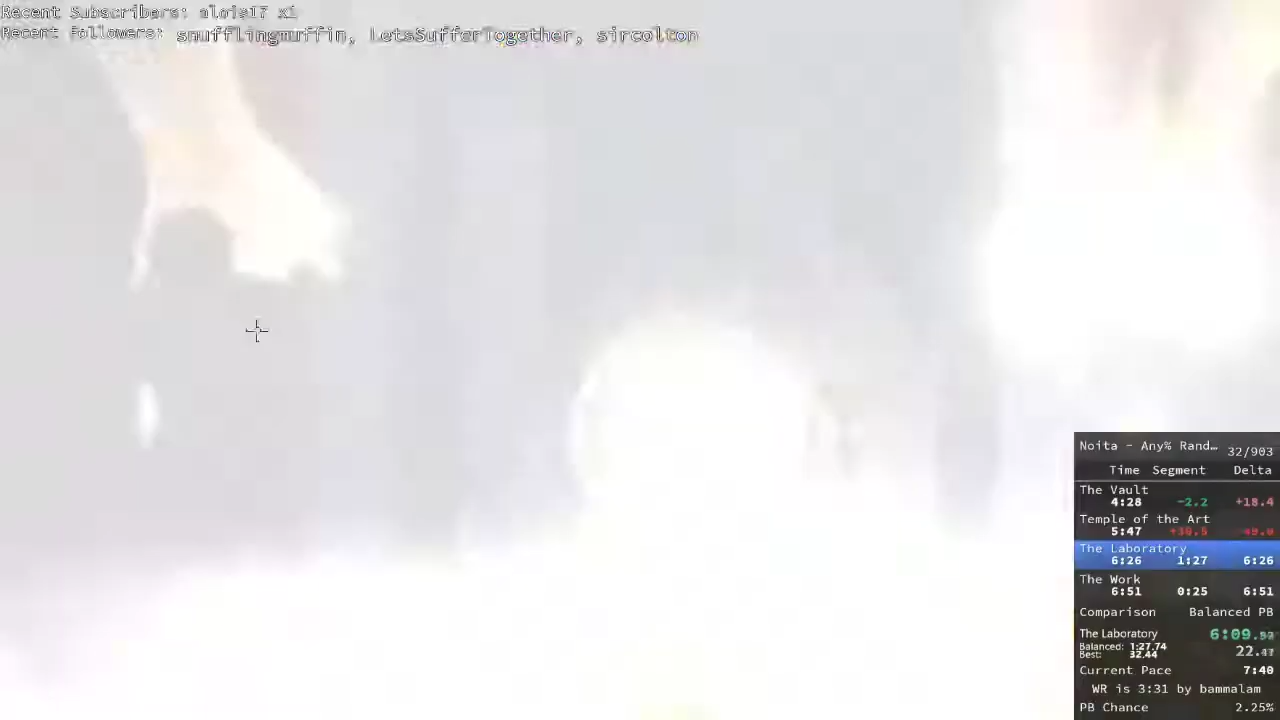 Recent Subscribers: alois17 x1
Recent Followers: snufflingmuffin, LetsSufferTogether, sircolton
Noita - Any% Rand… 32/903
Time Segment Delta
The Vault
4:28 -2.2 +18.4
Temple of the Art
5:47 +30.5 +49.0
The Laboratory
6:26 1:27 6:26
The Work
6:51 0:25 6:51
Comparison Balanced PB
The Laboratory 6:09.
Balanced: 1:27.74
Best: 32.44 22.
Current Pace 7:40
WR is 3:31 by bammalam
PB Chance 2.25%